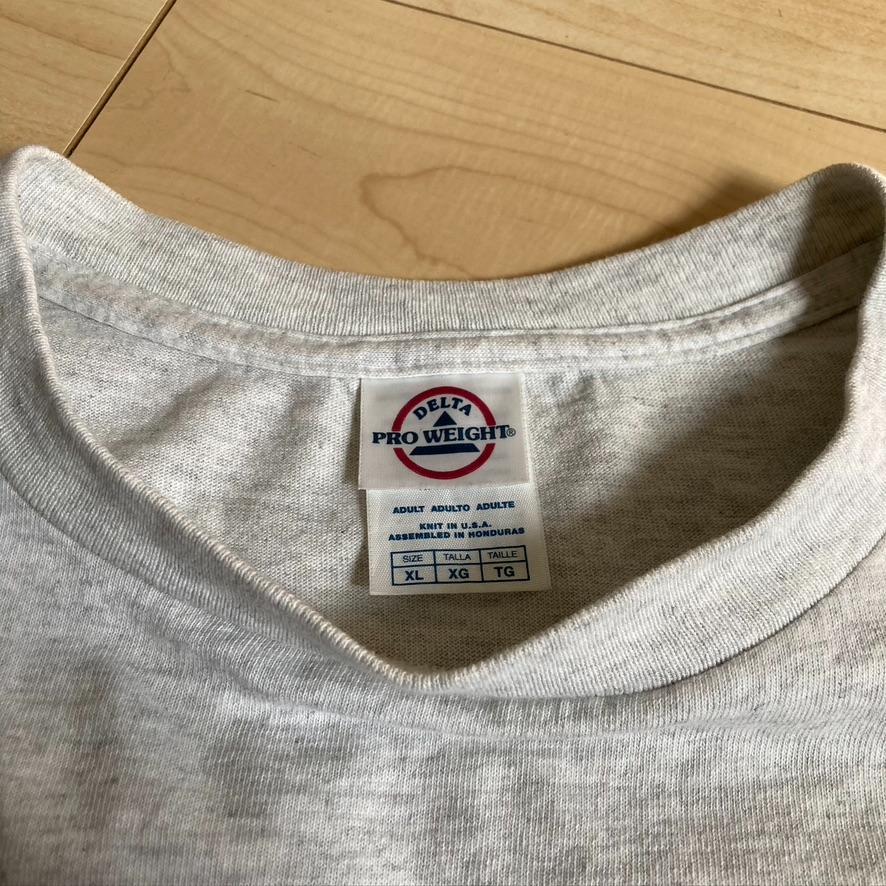 DELTA
PRO WEIGHT®
ADULT ADULTO ADULTE
KNIT IN U.S.A.
ASSEMBLED IN HONDURAS
SIZE TALLA TAILLE
XL XG TG